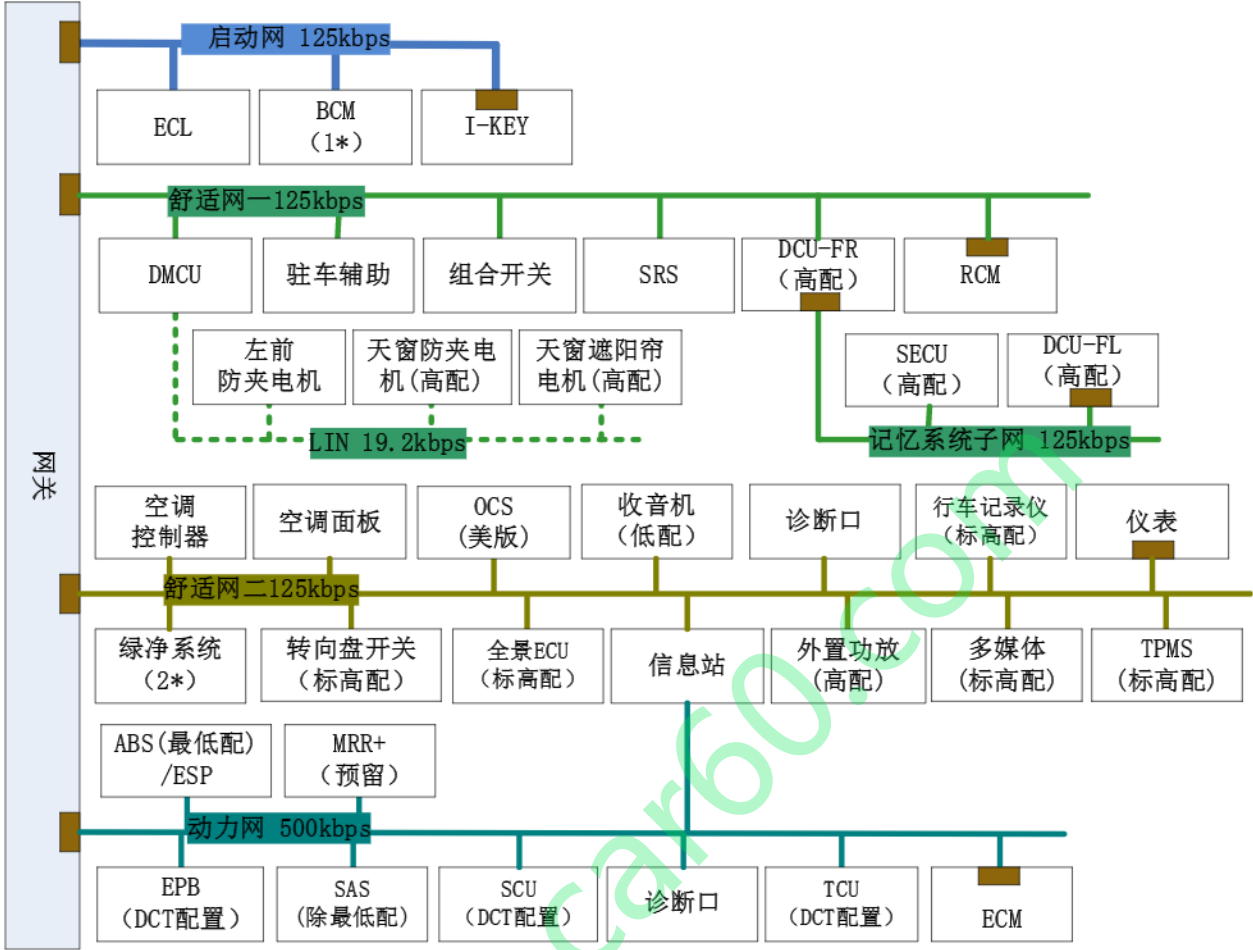 启动网 125kbps
ECL
BCM
(1*)
I-KEY
舒适网一125kbps
DMCU
驻车辅助
组合开关
SRS
DCU-FR
(高配)
RCM
左前
防夹电机
天窗防夹电
机(高配)
天窗遮阳帘
电机(高配)
SECU
(高配)
DCU-FL
(高配)
LIN 19.2kbps
记忆系统子网 125kbps
网关
空调
控制器
空调面板
OCS
(美版)
收音机
(低配)
诊断口
行车记录仪
(标高配)
仪表
舒适网二125kbps
绿净系统
(2*)
转向盘开关
(标高配)
全景ECU
(标高配)
信息站
外置功放
(高配)
多媒体
(标高配)
TPMS
(标高配)
ABS(最低配)
/ESP
MRR+
(预留)
动力网 500kbps
EPB
(DCT配置)
SAS
(除最低配)
SCU
(DCT配置)
诊断口
TCU
(DCT配置)
ECM
car60.com